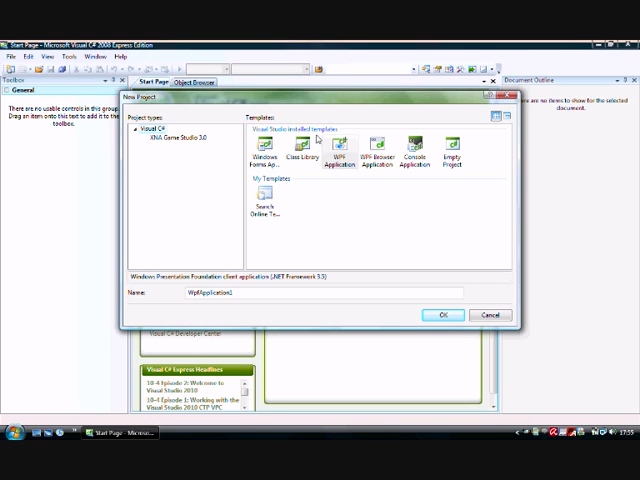 Start Page - Microsoft Visual C# 2008 Express Edition
File Edit View Tools Window Help
Toolbox
General
There are no usable controls in this group.
Drag an item onto this text to add it to the
toolbox.
Start Page Object Browser
Document Outline
There are no items to show for the selected
document.
New Project
Project types:
Visual C#
XNA Game Studio 3.0
Templates:
Visual Studio installed templates
Windows Forms Ap...
Class Library
WPF Application
WPF Browser Application
Console Application
Empty Project
My Templates
Search Online Te...
Windows Presentation Foundation client application (.NET Framework 3.5)
Name:
WpfApplication1
OK
Cancel
Visual C# Developer Center
Visual C# Express Headlines
10-4 Episode 2: Welcome to
Visual Studio 2010
10-4 Episode 1: Working with the
Visual Studio 2010 CTP VPC
Start Page - Microso...
17:55